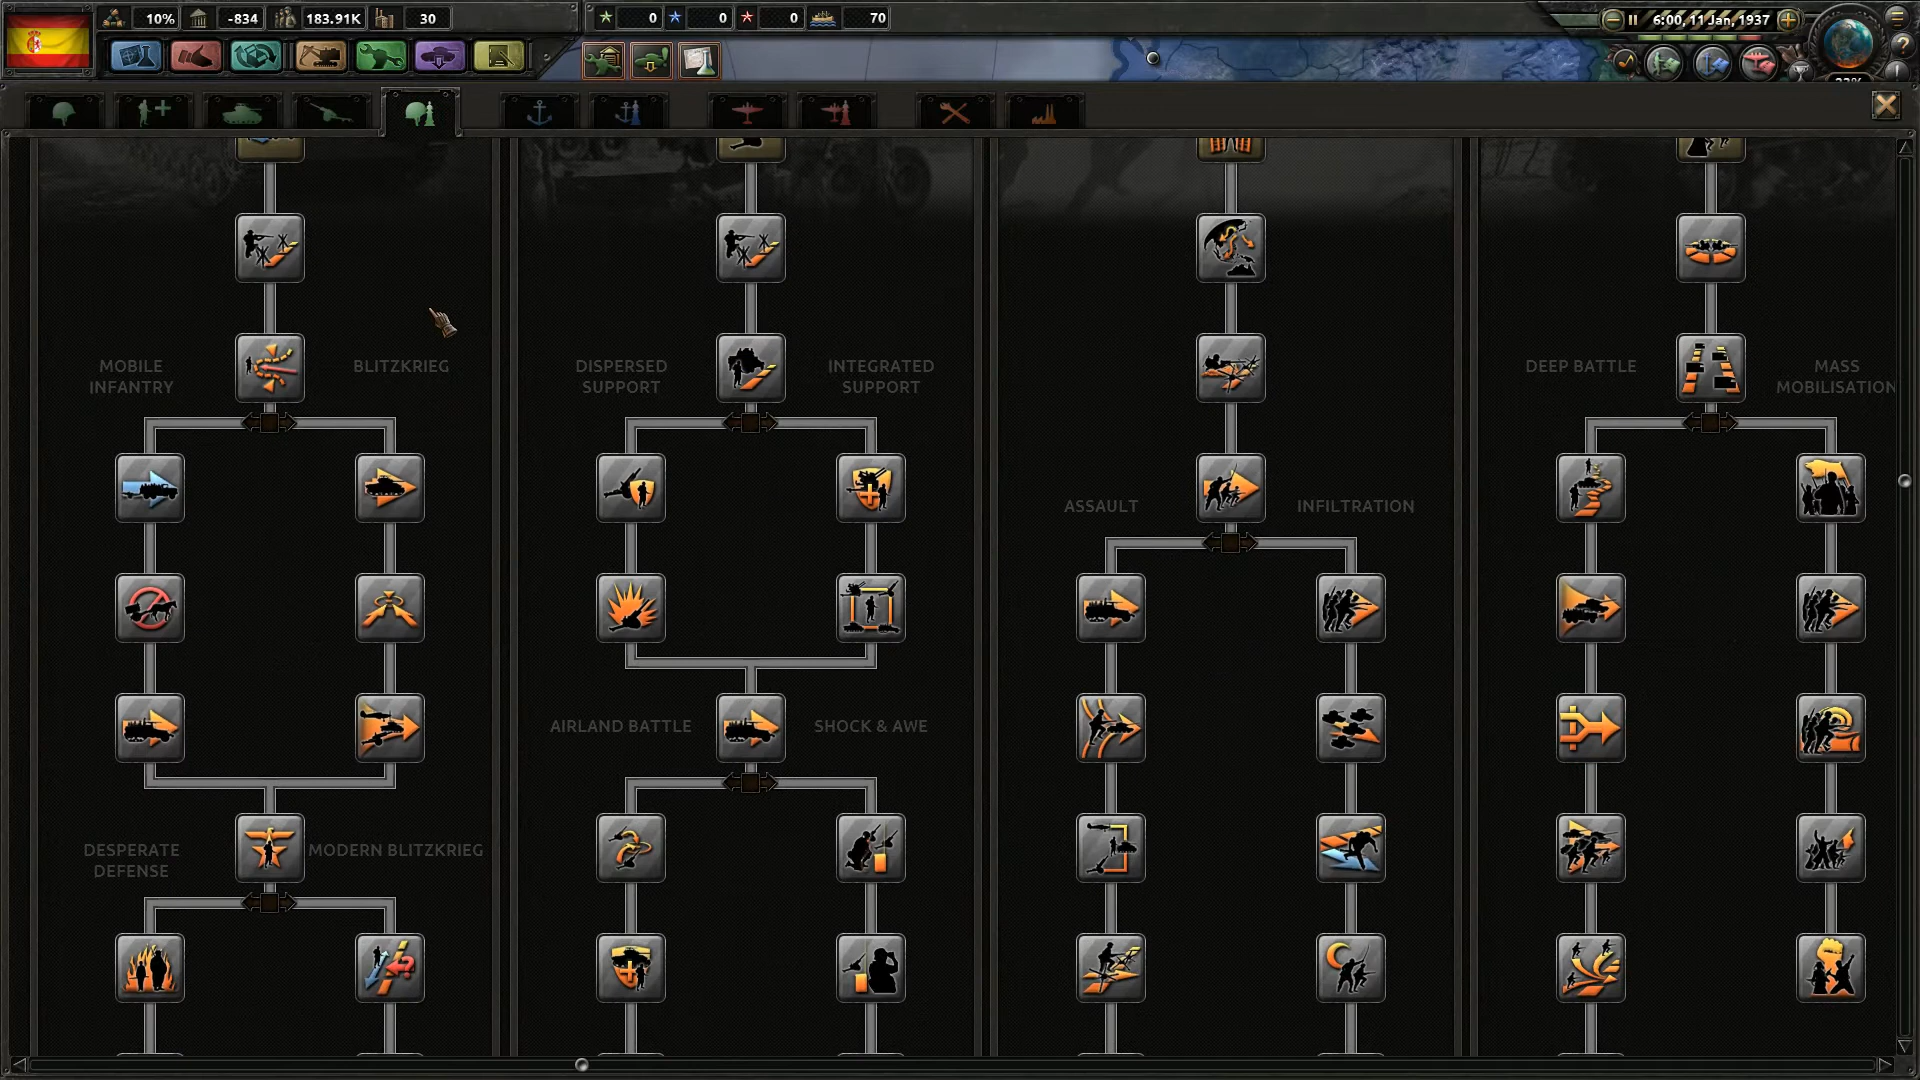 10% -834 183.91K 30 0 0 0 70 6:00, 11 Jan, 1937
MOBILE INFANTRY
BLITZKRIEG
DISPERSED SUPPORT
INTEGRATED SUPPORT
DEEP BATTLE
MASS MOBILISATION
ASSAULT
INFILTRATION
AIRLAND BATTLE
SHOCK & AWE
DESPERATE DEFENSE
MODERN BLITZKRIEG